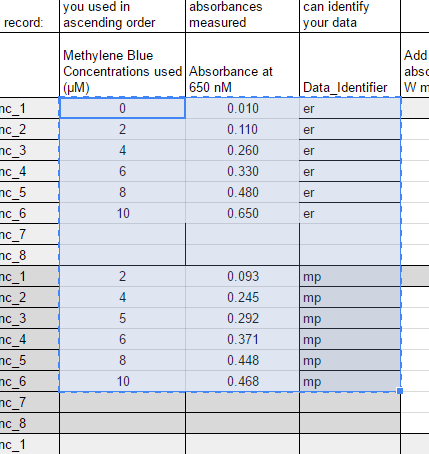 you used in absorbances can identify
record: ascending order measured your data
Methylene Blue Add
Concentrations used Absorbance at abso
(µM) 650 nM Data_Identifier W m
nc_1 0 0.010 er
nc_2 2 0.110 er
nc_3 4 0.260 er
nc_4 6 0.330 er
nc_5 8 0.480 er
nc_6 10 0.650 er
nc_7
nc_8
nc_1 2 0.093 mp
nc_2 4 0.245 mp
nc_3 5 0.292 mp
nc_4 6 0.371 mp
nc_5 8 0.448 mp
nc_6 10 0.468 mp
nc_7
nc_8
nc_1